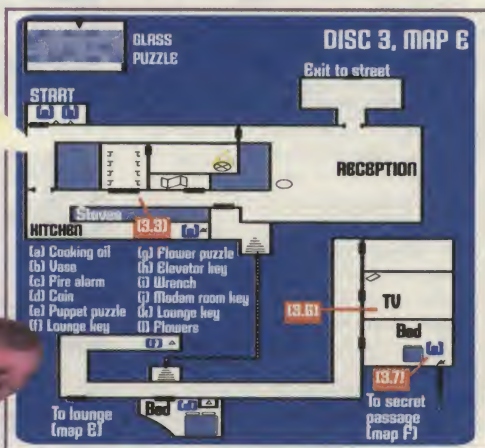 GLASS
PUZZLE
DISC 3, MAP E
Exit to street
START
RECEPTION
Stoves
KITCHEN
(3.3)
(a) Cooking oil
(b) Vase
(c) Fire alarm
(d) Coin
(e) Puppet puzzle
(f) Lounge key
(g) Flower puzzle
(h) Elevator key
(i) Wrench
(j) Madam room key
(k) Lounge key
(l) Flowers
(3.6)
TV
Bed
(f)
(3.7)
To lounge
(map E)
Bed
To secret
passage
(map F)